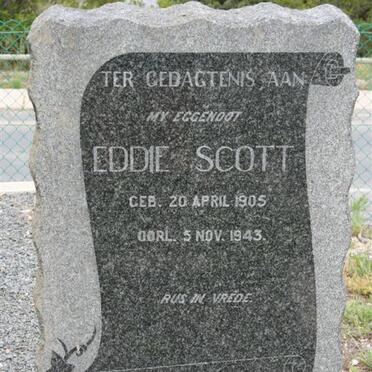 TER GEDAGTENIS AAN
MY EGGENOOT
EDDIE SCOTT
GEB. 20 APRIL 1905
OORL. 5 NOV. 1943.
RUS IN VREDE.